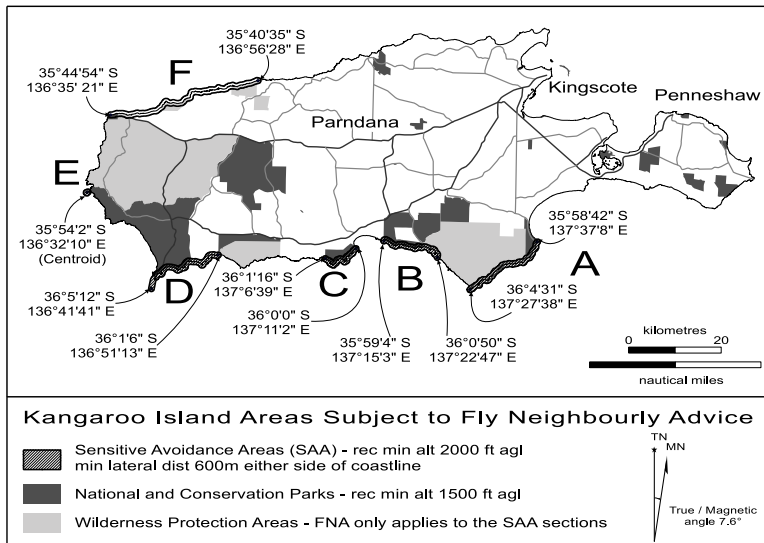 35°40'35" S
136°56'28" E
35°44'54" S
136°35' 21" E
F
Kingscote
Penneshaw
Parndana
E
35°54'2" S
136°32'10" E
(Centroid)
35°58'42" S
137°37'8" E
A
36°1'16" S
137°6'39" E
C
B
D
36°4'31" S
137°27'38" E
36°5'12" S
136°41'41" E
36°0'0" S
137°11'2" E
36°1'6" S
136°51'13" E
35°59'4" S
137°15'3" E
36°0'50" S
137°22'47" E
kilometres
0 20
nautical miles
Kangaroo Island Areas Subject to Fly Neighbourly Advice
Sensitive Avoidance Areas (SAA) - rec min alt 2000 ft agl
min lateral dist 600m either side of coastline
National and Conservation Parks - rec min alt 1500 ft agl
Wilderness Protection Areas - FNA only applies to the SAA sections
TN
MN
True / Magnetic
angle 7.6°